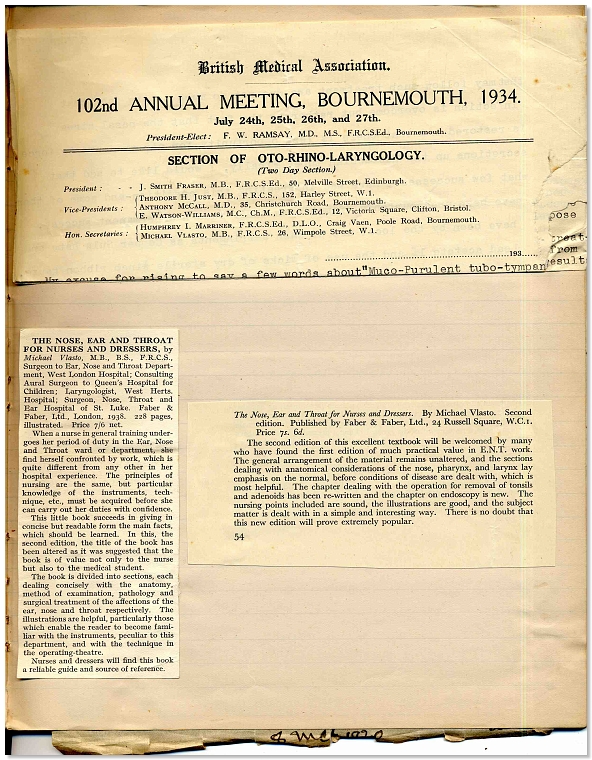 British Medical Association.
102nd ANNUAL MEETING, BOURNEMOUTH, 1934.
July 24th, 25th, 26th, and 27th.
President-Elect : F. W. RAMSAY, M.D., M.S., F.R.C.S.Ed., Bournemouth.
SECTION OF OTO-RHINO-LARYNGOLOGY.
(Two Day Section.)
President : - - J. SMITH FRASER, M.B., F.R.C.S.Ed., 50, Melville Street, Edinburgh.
THEODORE H. JUST, M.B., F.R.C.S., 152, Harley Street, W.1.
Vice-Presidents : ANTHONY MCCALL, M.D., 35, Christchurch Road, Bournemouth.
E. WATSON-WILLIAMS, M.C., Ch.M., F.R.C.S.Ed., 12, Victoria Square, Clifton, Bristol.
Hon. Secretaries : HUMPHREY I. MARRINER, F.R.C.S.Ed., D.L.O., Craig Vaen, Poole Road, Bournemouth.
MICHAEL VLASTO, M.B., F.R.C.S., 26, Wimpole Street, W.1.
193
My excuse for rising to say a few words about "Muco-Purulent tubo-tympan
pose
reat-
from
esult
THE NOSE, EAR AND THROAT
FOR NURSES AND DRESSERS, by
Michael Vlasto, M.B., B.S., F.R.C.S.,
Surgeon to Ear, Nose and Throat Depart-
ment, West London Hospital; Consulting
Aural Surgeon to Queen's Hospital for
Children; Laryngologist, West Herts.
Hospital; Surgeon, Nose, Throat and
Ear Hospital of St. Luke. Faber &
Faber, Ltd., London, 1938. 228 pages,
illustrated. Price 7/6 net.
When a nurse in general training under-
goes her period of duty in the Ear, Nose
and Throat ward or department, she
find herself confronted by work, which is
quite different from any other in her
hospital experience. The principles of
nursing are the same, but particular
knowledge of the instruments, tech-
nique, etc., must be acquired before she
can carry out her duties with confidence.
This little book succeeds in giving in
concise but readable form the main facts,
which should be learned. In this, the
second edition, the title of the book has
been altered as it was suggested that the
book is of value not only to the nurse
but also to the medical student.
The book is divided into sections, each
dealing concisely with the anatomy,
method of examination, pathology and
surgical treatment of the affections of the
ear, nose and throat respectively. The
illustrations are helpful, particularly those
which enable the reader to become fami-
liar with the instruments, peculiar to this
department, and with the technique in
the operating-theatre.
Nurses and dressers will find this book
a reliable guide and source of reference.
The Nose, Ear and Throat for Nurses and Dressers. By Michael Vlasto. Second
edition. Published by Faber & Faber, Ltd., 24 Russell Square, W.C.1.
Price 7s. 6d.
The second edition of this excellent textbook will be welcomed by many
who have found the first edition of much practical value in E.N.T. work.
The general arrangement of the material remains unaltered, and the sections
dealing with anatomical considerations of the nose, pharynx, and larynx lay
emphasis on the normal, before conditions of disease are dealt with, which is
most helpful. The chapter dealing with the operation for removal of tonsils
and adenoids has been re-written and the chapter on endoscopy is new. The
nursing points included are sound, the illustrations are good, and the subject
matter is dealt with in a simple and interesting way. There is no doubt that
this new edition will prove extremely popular.
54